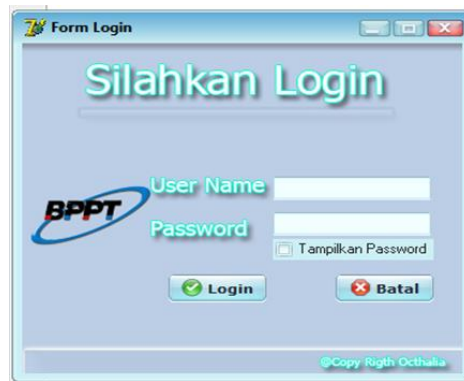 Form Login
Silahkan Login
User Name
BPPT
Password
Tampilkan Password
Login
Batal
@Copy Rigth Octhalia